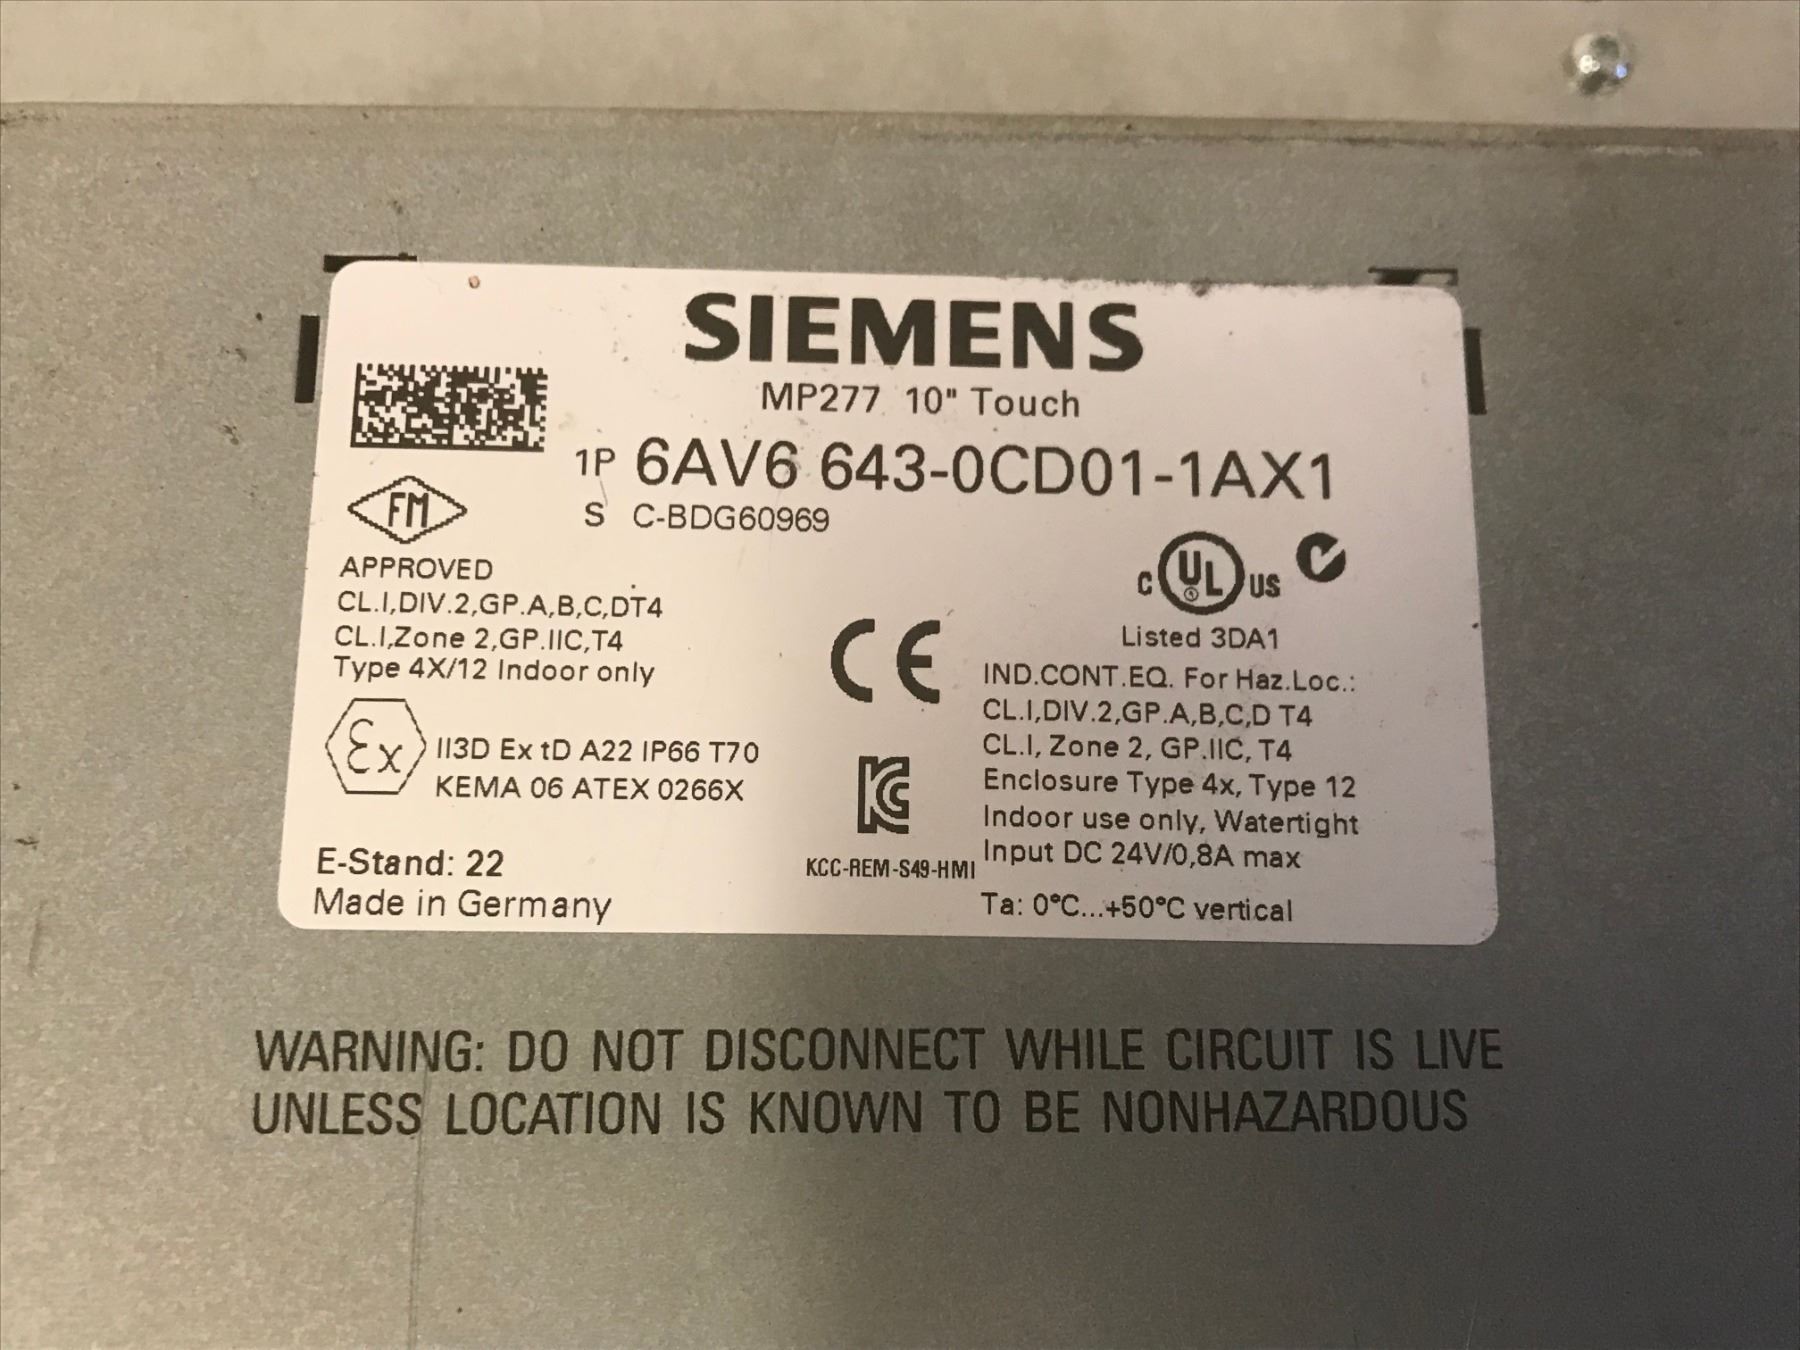 SIEMENS
MP277 10" Touch
1P 6AV6 643-0CD01-1AX1
S C-BDG60969
FM
APPROVED
CL.I,DIV.2,GP.A,B,C,DT4
CL.I,Zone 2,GP.IIC,T4
Type 4X/12 Indoor only
Ex II3D Ex tD A22 IP66 T70
KEMA 06 ATEX 0266X
E-Stand: 22
Made in Germany
CE
KCC-REM-S49-HMI
C UL US
Listed 3DA1
IND.CONT.EQ. For Haz.Loc.:
CL.I,DIV.2,GP.A,B,C,D T4
CL.I, Zone 2, GP.IIC, T4
Enclosure Type 4x, Type 12
Indoor use only, Watertight
Input DC 24V/0,8A max
Ta: 0°C...+50°C vertical
WARNING: DO NOT DISCONNECT WHILE CIRCUIT IS LIVE
UNLESS LOCATION IS KNOWN TO BE NONHAZARDOUS